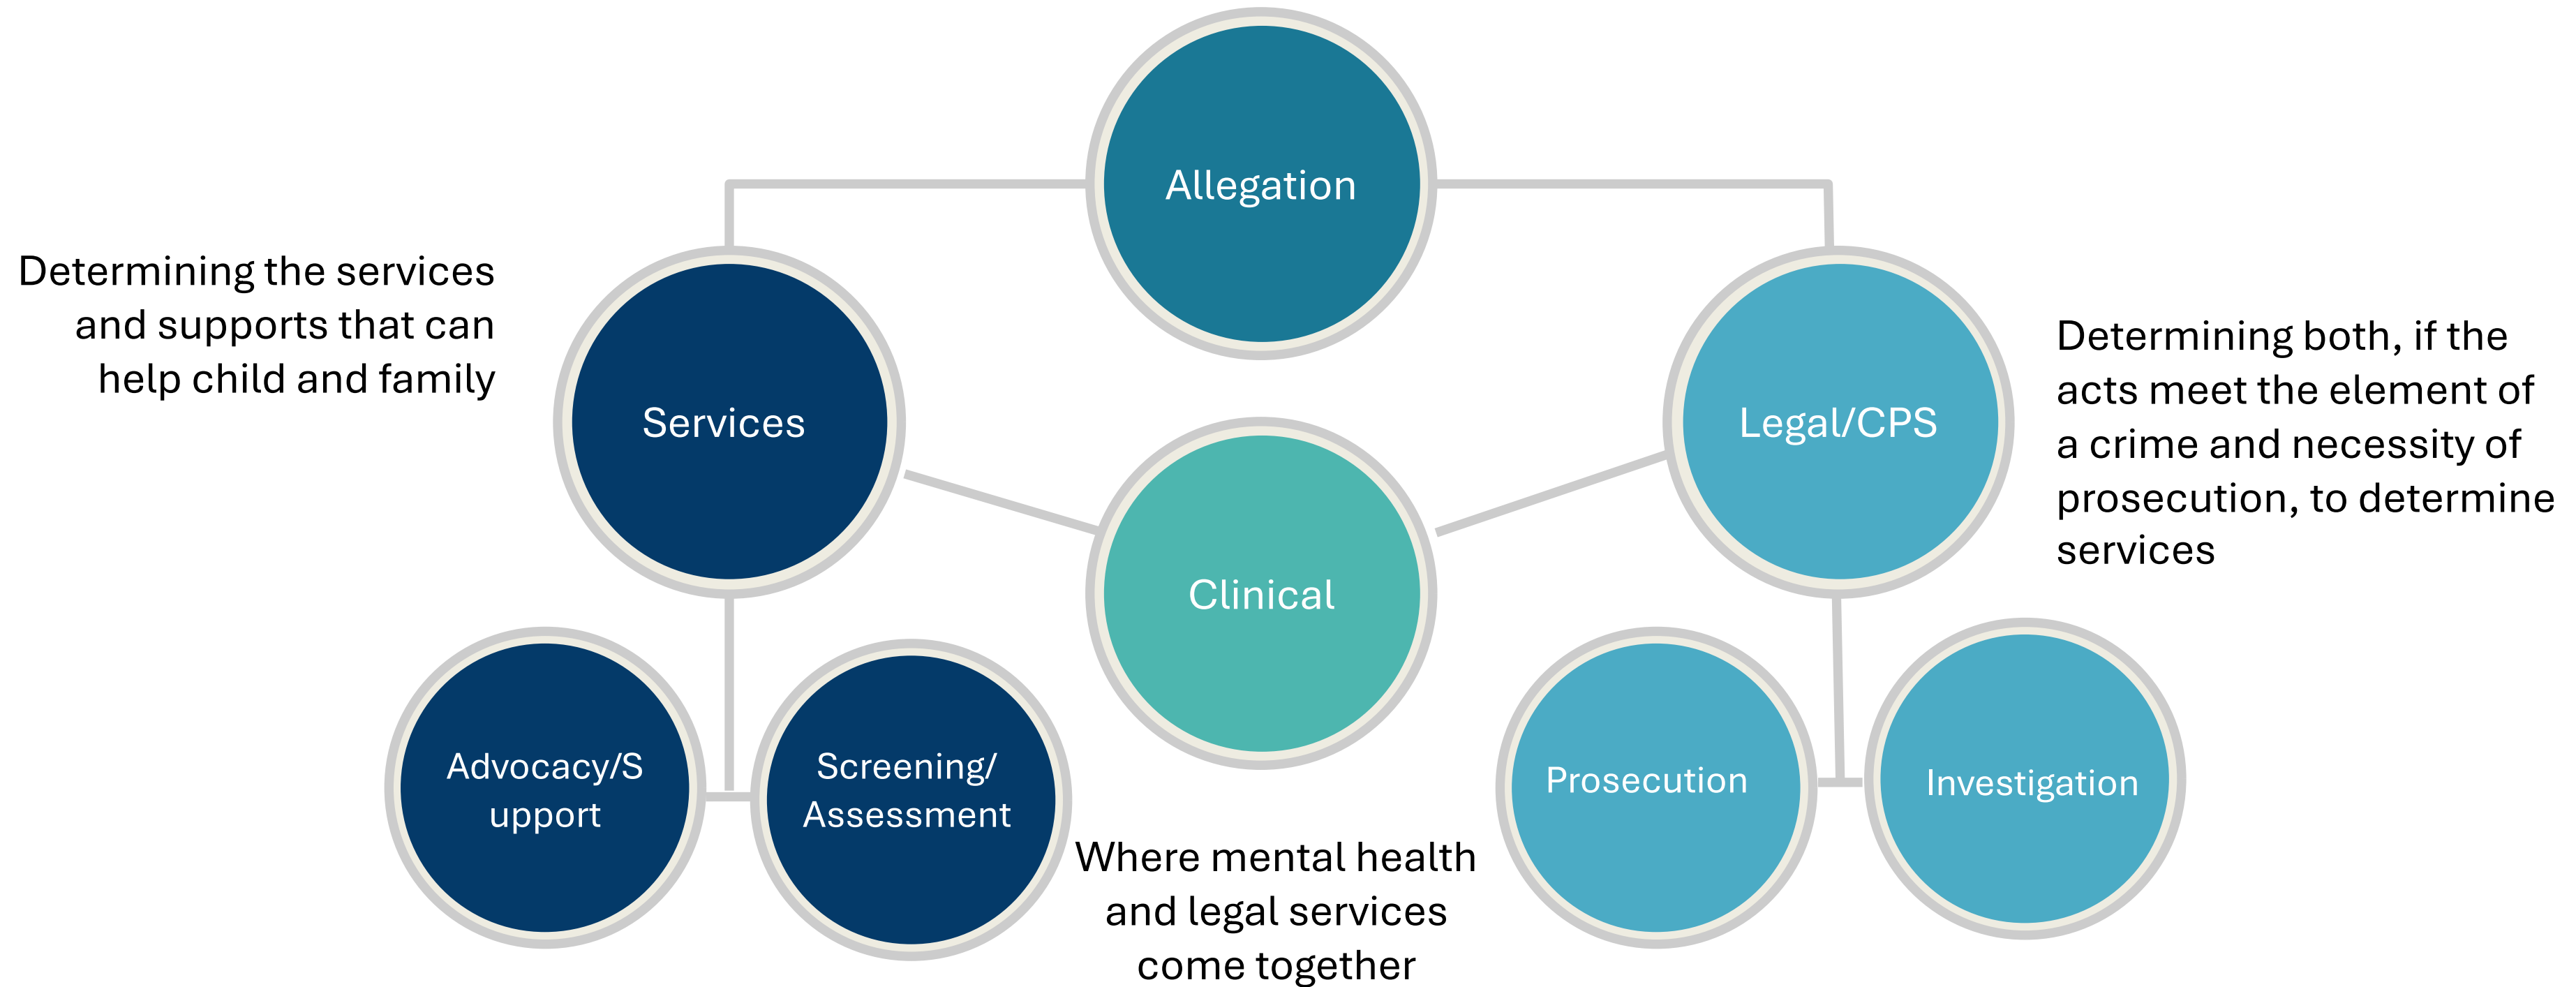 Allegation
Determining the services
and supports that can
help child and family
Services
Legal/CPS
Determining both, if the
acts meet the element of
a crime and necessity of
prosecution, to determine
services
Clinical
Advocacy/S
upport
Screening/
Assessment
Prosecution
Investigation
Where mental health
and legal services
come together